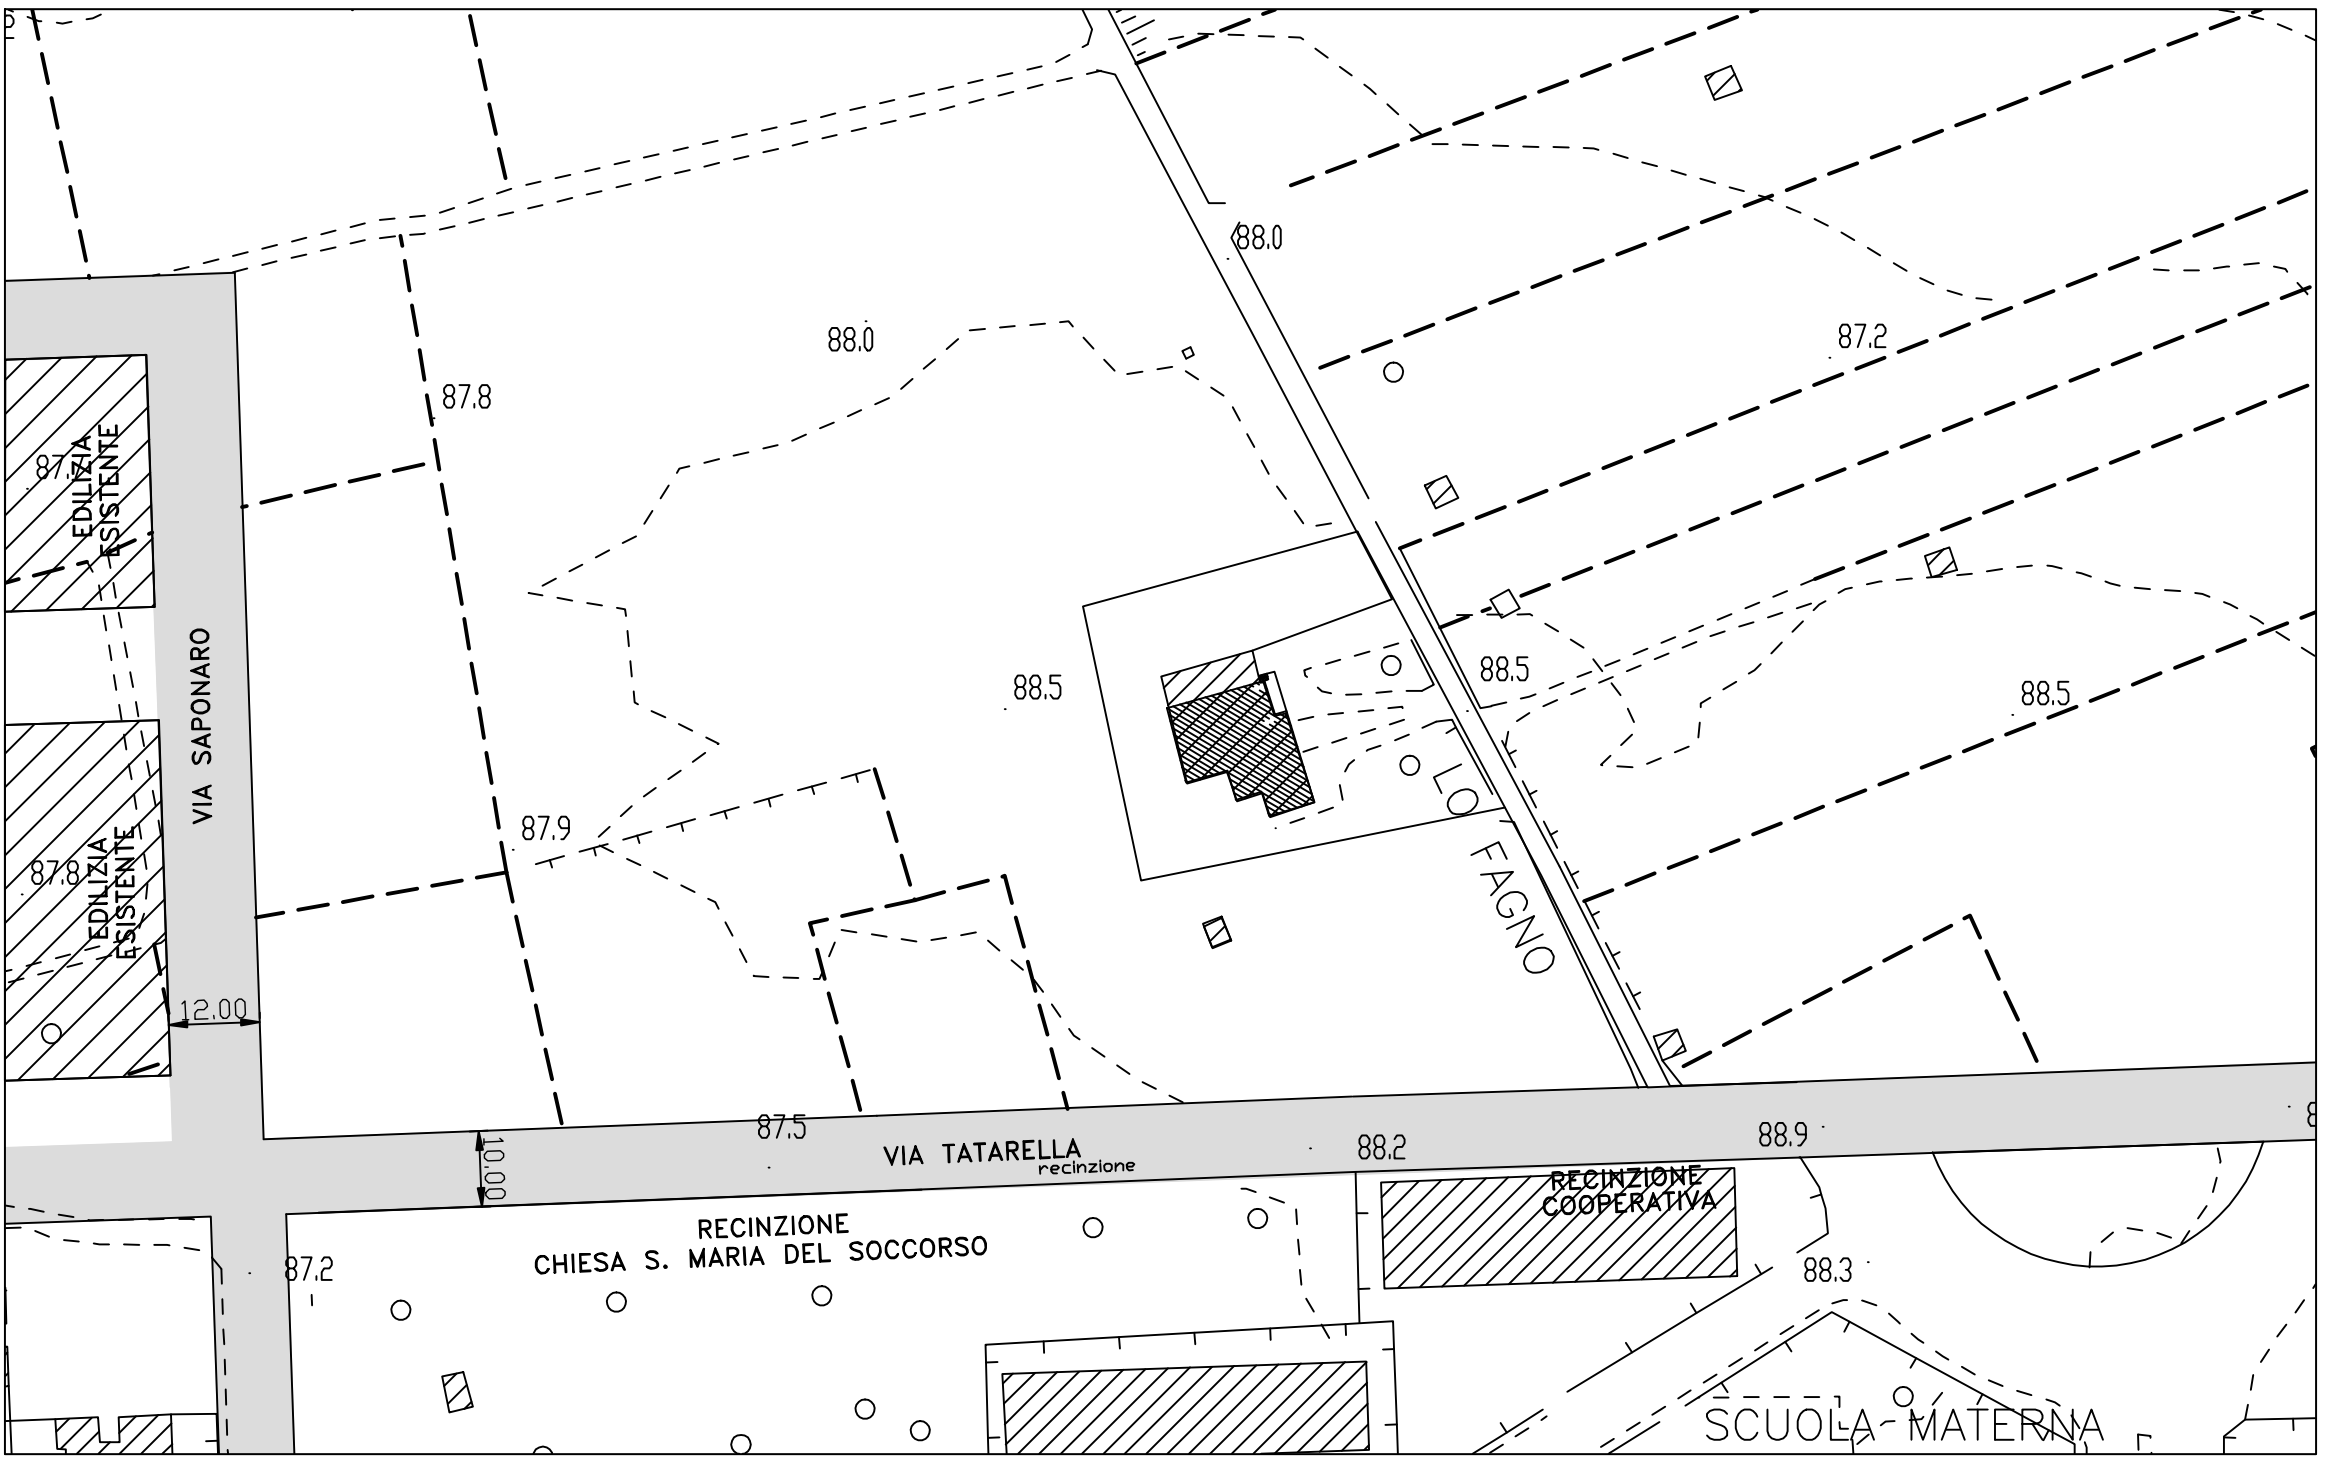 88.0
87.2
88.0
87.8
EDILIZIA
ESISTENTE
VIA SAPONARO
88.5
88.5
88.5
87.9
LO FAGNO
87.8
EDILIZIA
ESISTENTE
12.00
10.00
87.5
VIA TATARELLA
recinzione
88.2
88.9
RECINZIONE
COOPERATIVA
RECINZIONE
CHIESA S. MARIA DEL SOCCORSO
87.2
88.3
SCUOLA MATERNA